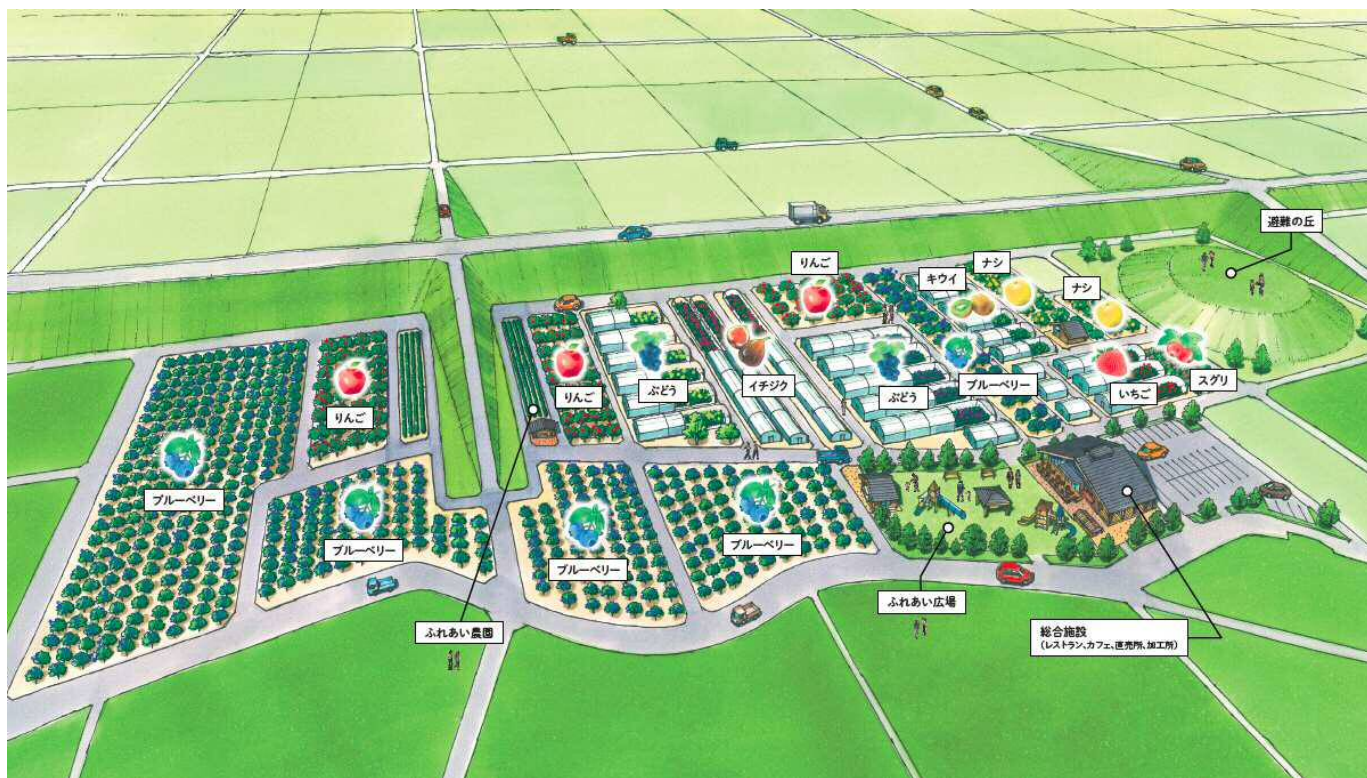 避難の丘
りんご
キウイ
ナシ
ナシ
りんご
りんご
ぶどう
イチジク
ぶどう
ブルーベリー
いちご
スグリ
ブルーベリー
ブルーベリー
ブルーベリー
ブルーベリー
ふれあい農園
ふれあい広場
総合施設
(レストラン、カフェ、直売所、加工所)